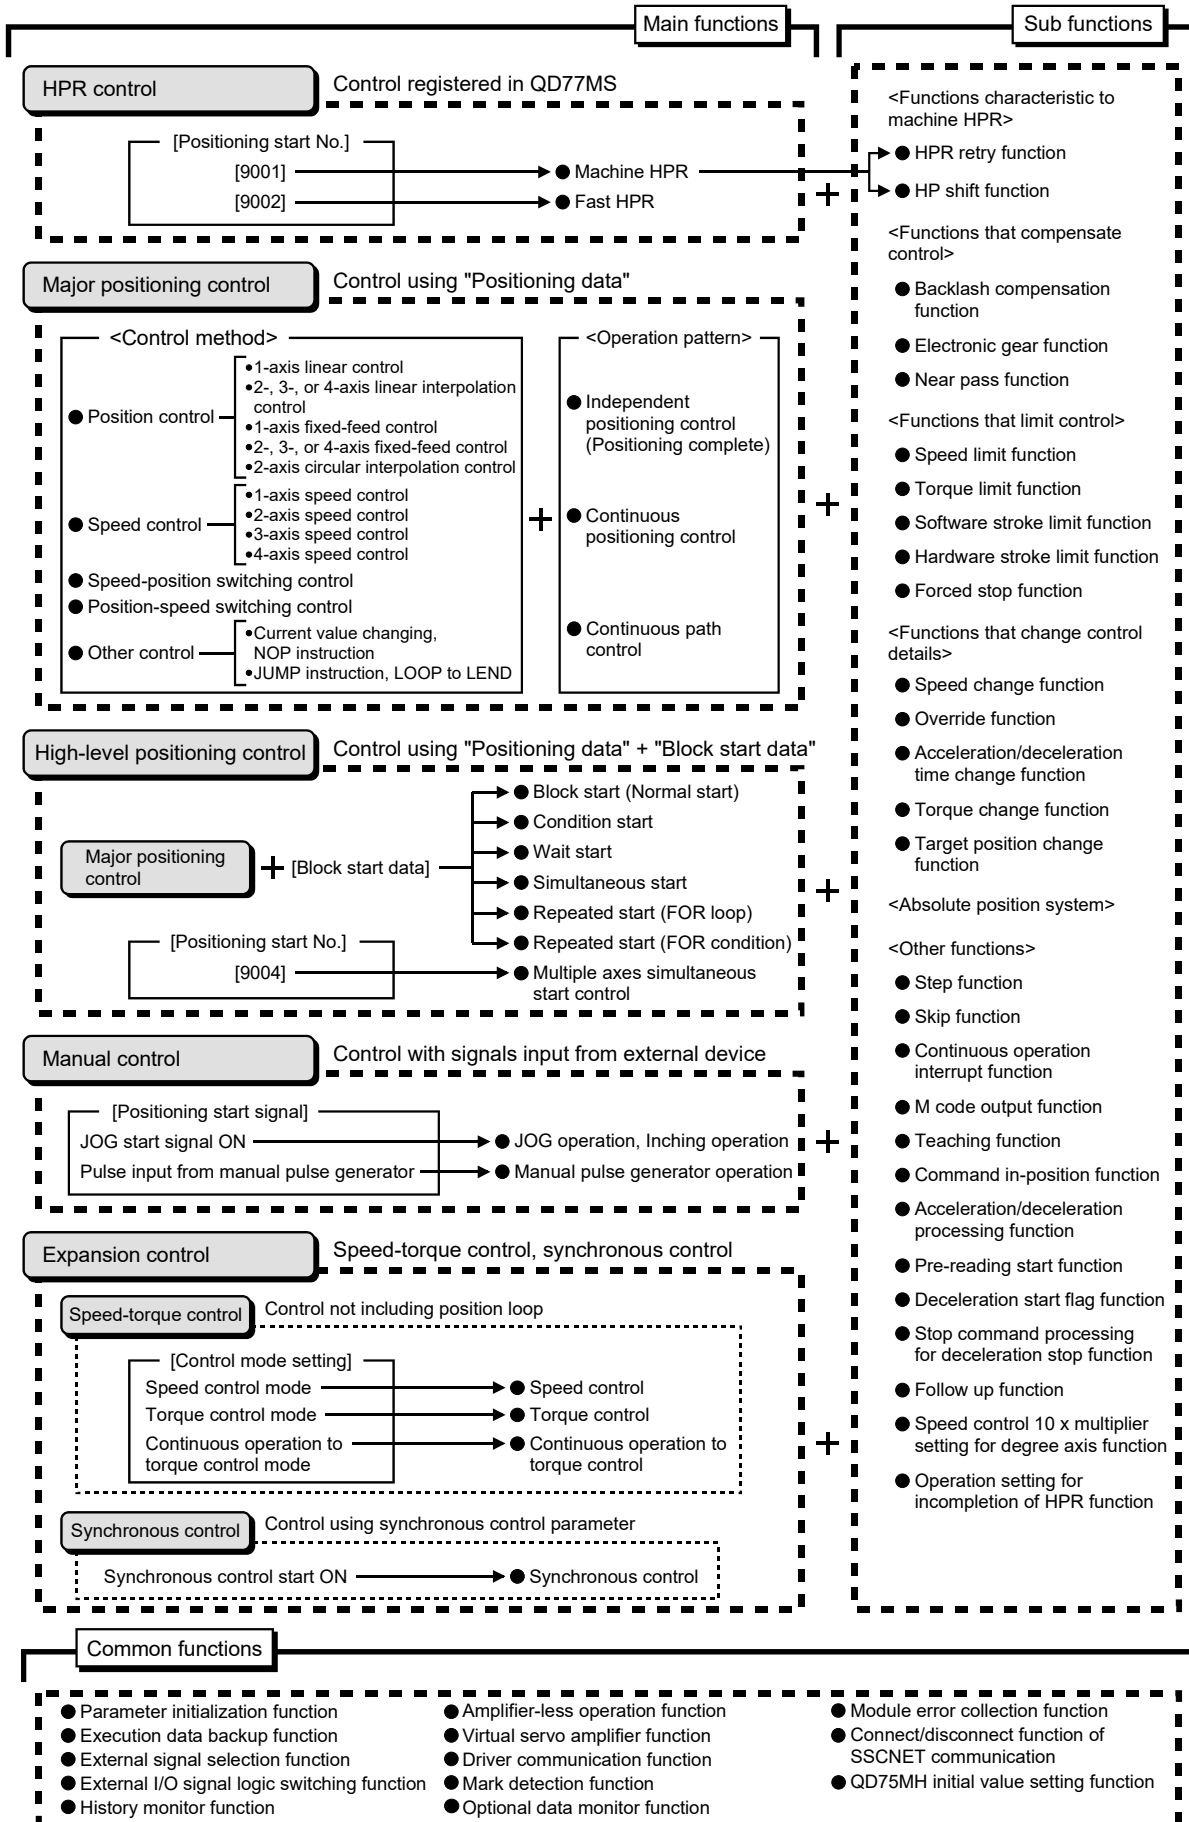 Main functions
Sub functions
HPR control
Control registered in QD77MS
[Positioning start No.]
[9001]
● Machine HPR
[9002]
● Fast HPR
Major positioning control
Control using "Positioning data"
<Control method>
● Position control
•1-axis linear control
•2-, 3-, or 4-axis linear interpolation
control
•1-axis fixed-feed control
•2-, 3-, or 4-axis fixed-feed control
•2-axis circular interpolation control
● Speed control
•1-axis speed control
•2-axis speed control
•3-axis speed control
•4-axis speed control
● Speed-position switching control
● Position-speed switching control
● Other control
•Current value changing,
NOP instruction
•JUMP instruction, LOOP to LEND
+
<Operation pattern>
● Independent
positioning control
(Positioning complete)
● Continuous
positioning control
● Continuous path
control
High-level positioning control
Control using "Positioning data" + "Block start data"
Major positioning
control
+ [Block start data]
● Block start (Normal start)
● Condition start
● Wait start
● Simultaneous start
● Repeated start (FOR loop)
● Repeated start (FOR condition)
[Positioning start No.]
[9004]
● Multiple axes simultaneous
start control
Manual control
Control with signals input from external device
[Positioning start signal]
JOG start signal ON
● JOG operation, Inching operation
Pulse input from manual pulse generator
● Manual pulse generator operation
Expansion control
Speed-torque control, synchronous control
Speed-torque control
Control not including position loop
[Control mode setting]
Speed control mode
● Speed control
Torque control mode
● Torque control
Continuous operation to
torque control mode
● Continuous operation to
torque control
Synchronous control
Control using synchronous control parameter
Synchronous control start ON
● Synchronous control
+
+
+
+
+
<Functions characteristic to
machine HPR>
● HPR retry function
● HP shift function
<Functions that compensate
control>
● Backlash compensation
function
● Electronic gear function
● Near pass function
<Functions that limit control>
● Speed limit function
● Torque limit function
● Software stroke limit function
● Hardware stroke limit function
● Forced stop function
<Functions that change control
details>
● Speed change function
● Override function
● Acceleration/deceleration
time change function
● Torque change function
● Target position change
function
<Absolute position system>
<Other functions>
● Step function
● Skip function
● Continuous operation
interrupt function
● M code output function
● Teaching function
● Command in-position function
● Acceleration/deceleration
processing function
● Pre-reading start function
● Deceleration start flag function
● Stop command processing
for deceleration stop function
● Follow up function
● Speed control 10 x multiplier
setting for degree axis function
● Operation setting for
incompletion of HPR function
Common functions
● Parameter initialization function
● Execution data backup function
● External signal selection function
● External I/O signal logic switching function
● History monitor function
● Amplifier-less operation function
● Virtual servo amplifier function
● Driver communication function
● Mark detection function
● Optional data monitor function
● Module error collection function
● Connect/disconnect function of
SSCNET communication
● QD75MH initial value setting function